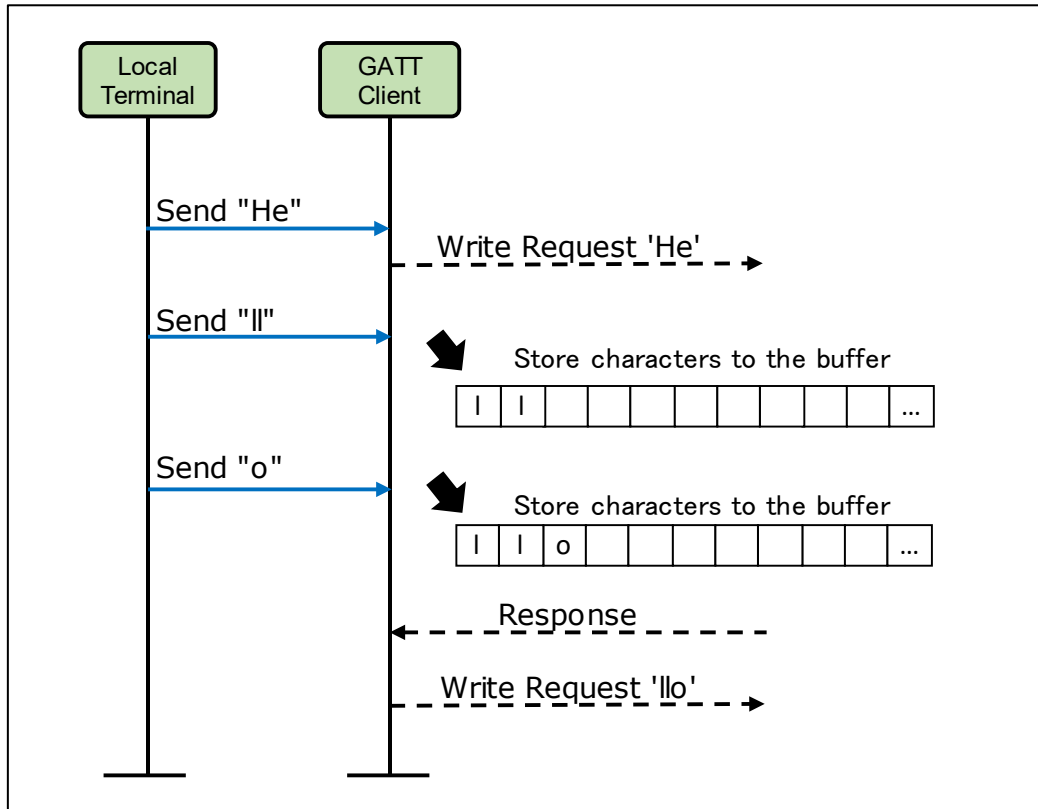 Local
Terminal
GATT
Client
Send "He"
Write Request 'He'
Send "ll"
Store characters to the buffer
l l ...
Send "o"
Store characters to the buffer
l l o ...
Response
Write Request 'llo'